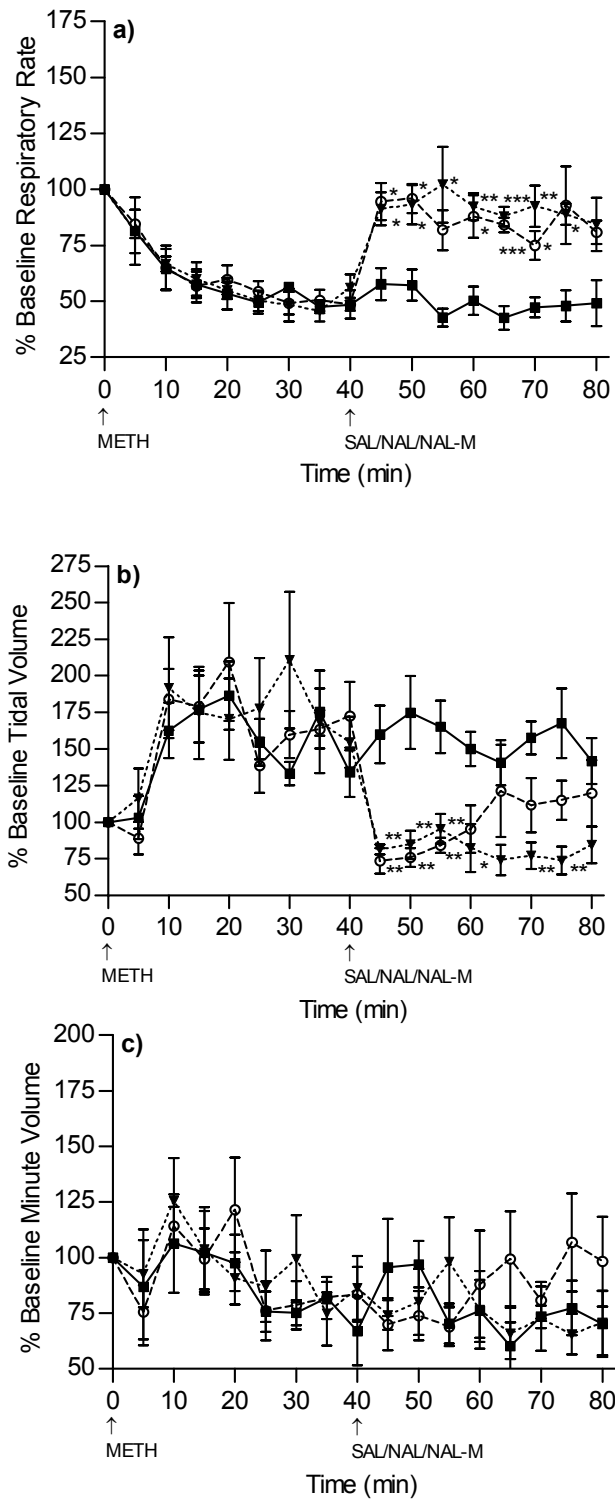 a)
% Baseline Respiratory Rate
175
150
125
100
75
50
25
* * * ** *** **
* * * *** * *
0 10 20 30 40 50 60 70 80
↑ ↑
METH SAL/NAL/NAL-M
Time (min)
b)
% Baseline Tidal Volume
275
250
225
200
175
150
125
100
75
50
** ** **
** ** ** * ** **
0 10 20 30 40 50 60 70 80
↑ ↑
METH SAL/NAL/NAL-M
Time (min)
c)
% Baseline Minute Volume
200
175
150
125
100
75
50
0 10 20 30 40 50 60 70 80
↑ ↑
METH SAL/NAL/NAL-M
Time (min)